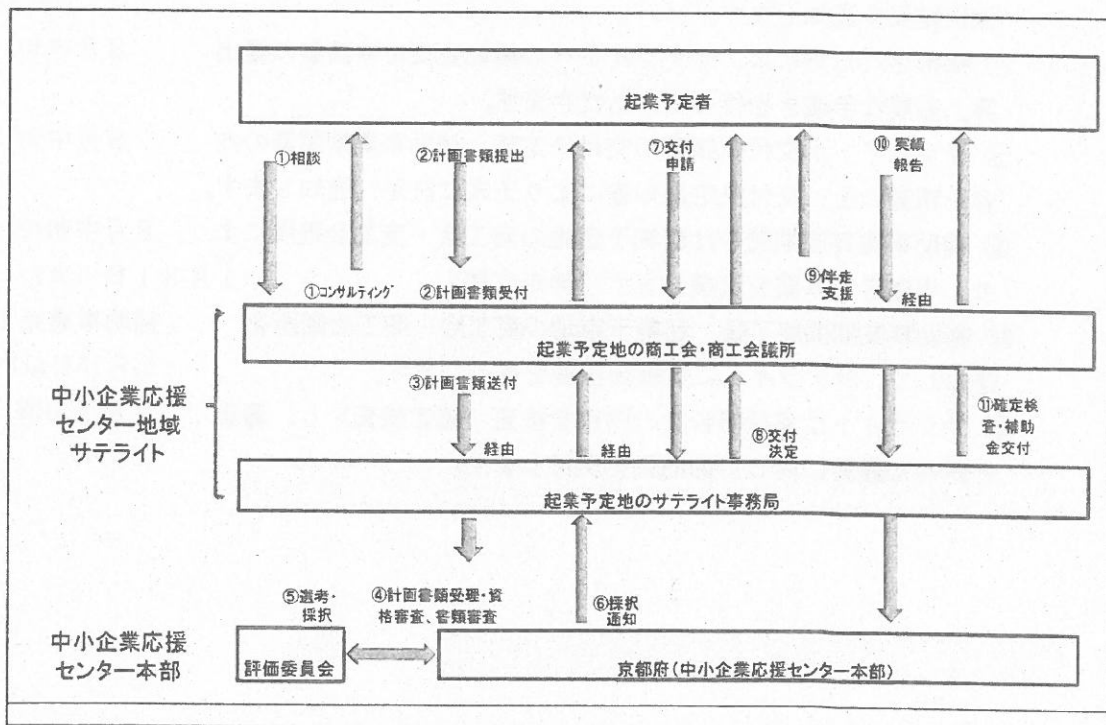 起業予定者
①相談
②計画書類提出
⑦交付
申請
⑩ 実績
報告
①コンサルティング
②計画書類受付
⑨伴走
支援
経由
起業予定地の商工会・商工会議所
中小企業応援
センター地域
サテライト
③計画書類送付
経由
経由
⑧交付
決定
⑪確定検
査・補助
金交付
起業予定地のサテライト事務局
⑤選考・
採択
④計画書類受理・資
格審査、書類審査
⑥採択
通知
中小企業応援
センター本部
評価委員会
京都府(中小企業応援センター本部)